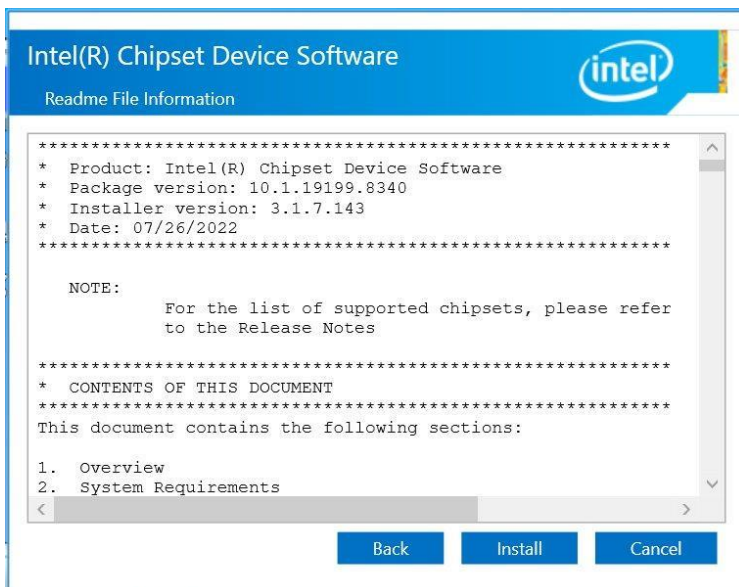 Intel(R) Chipset Device Software
intel
Readme File Information
************************************************************
*  Product: Intel(R) Chipset Device Software
*  Package version: 10.1.19199.8340
*  Installer version: 3.1.7.143
*  Date: 07/26/2022
************************************************************
NOTE:
For the list of supported chipsets, please refer
to the Release Notes
************************************************************
*  CONTENTS OF THIS DOCUMENT
************************************************************
This document contains the following sections:
1.  Overview
2.  System Requirements
Back
Install
Cancel